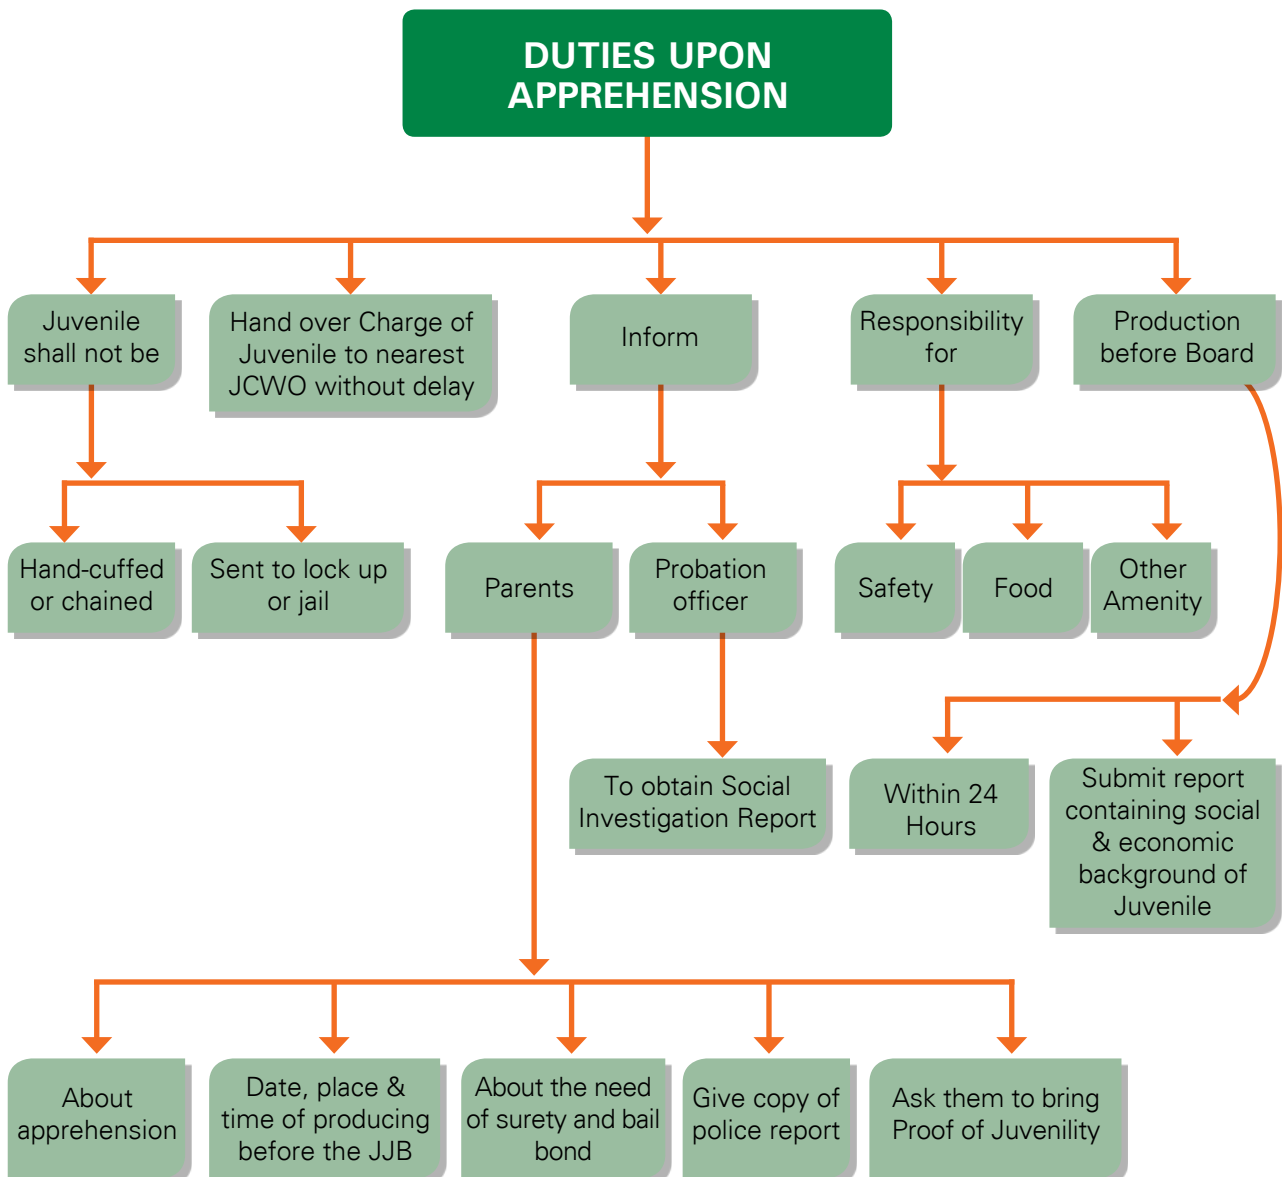 DUTIES UPON
APPREHENSION
Juvenile
shall not be
Hand over Charge of
Juvenile to nearest
JCWO without delay
Inform
Responsibility
for
Production
before Board
Hand-cuffed
or chained
Sent to lock up
or jail
Parents
Probation
officer
Safety
Food
Other
Amenity
To obtain Social
Investigation Report
Within 24
Hours
Submit report
containing social
& economic
background of
Juvenile
About
apprehension
Date, place &
time of producing
before the JJB
About the need
of surety and bail
bond
Give copy of
police report
Ask them to bring
Proof of Juvenility